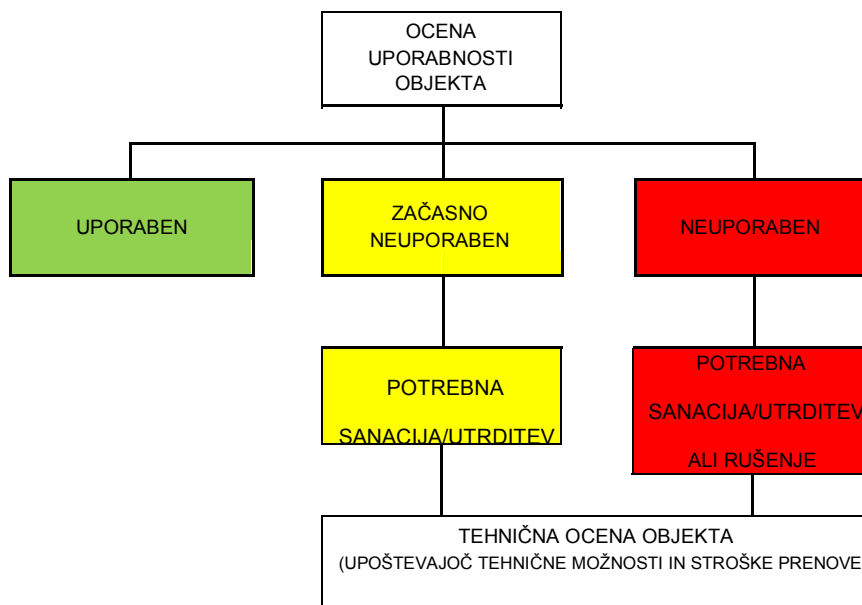 OCENA
UPORABNOSTI
OBJEKTA
UPORABEN
ZAČASNO
NEUPORABEN
NEUPORABEN
POTREBNA
SANACIJA/UTRDITEV
POTREBNA
SANACIJA/UTRDITEV
ALI RUŠENJE
TEHNIČNA OCENA OBJEKTA
(UPOŠTEVAJOČ TEHNIČNE MOŽNOSTI IN STROŠKE PRENOVE